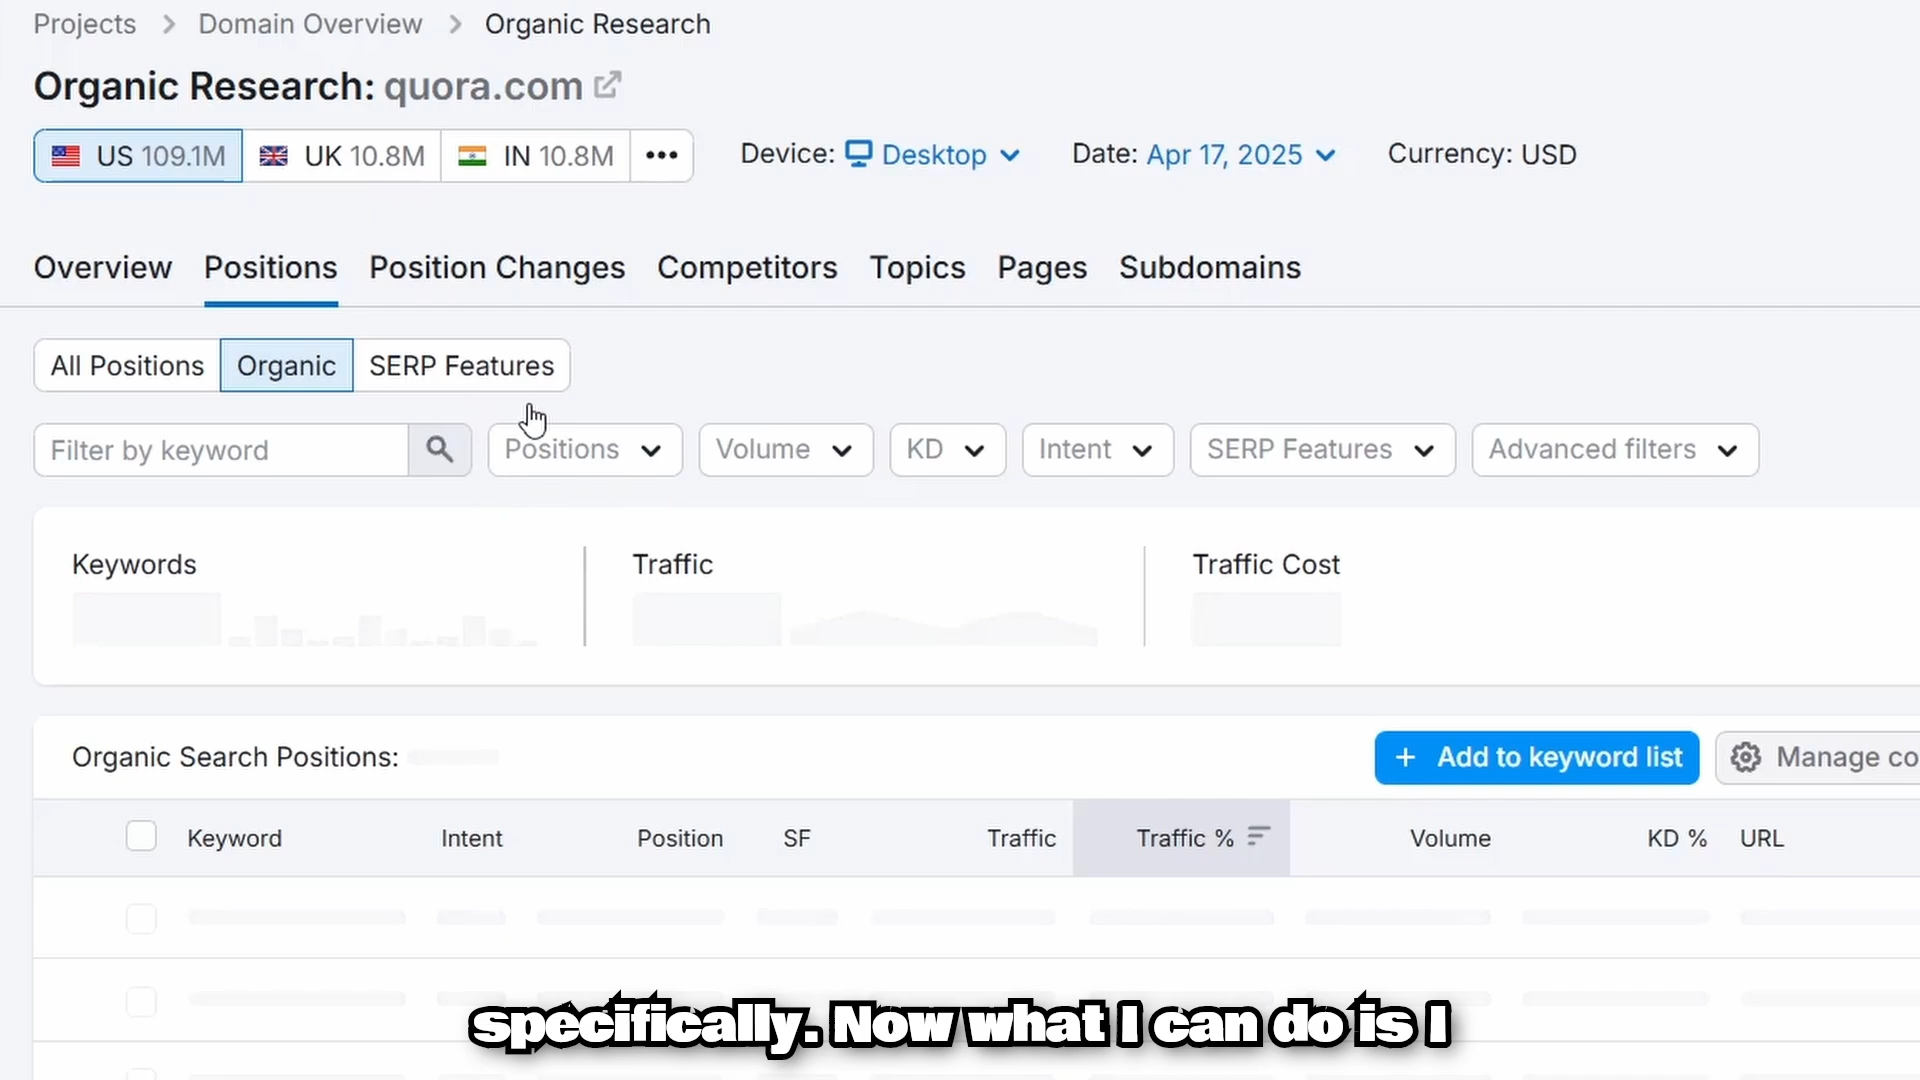 Projects > Domain Overview > Organic Research
Organic Research: quora.com
US 109.1M UK 10.8M IN 10.8M ••• Device: Desktop Date: Apr 17, 2025 Currency: USD
Overview Positions Position Changes Competitors Topics Pages Subdomains
All Positions Organic SERP Features
Filter by keyword Positions Volume KD Intent SERP Features Advanced filters
Keywords Traffic Traffic Cost
Organic Search Positions: + Add to keyword list Manage co
Keyword Intent Position SF Traffic Traffic % Volume KD % URL
specifically. Now what I can do is I